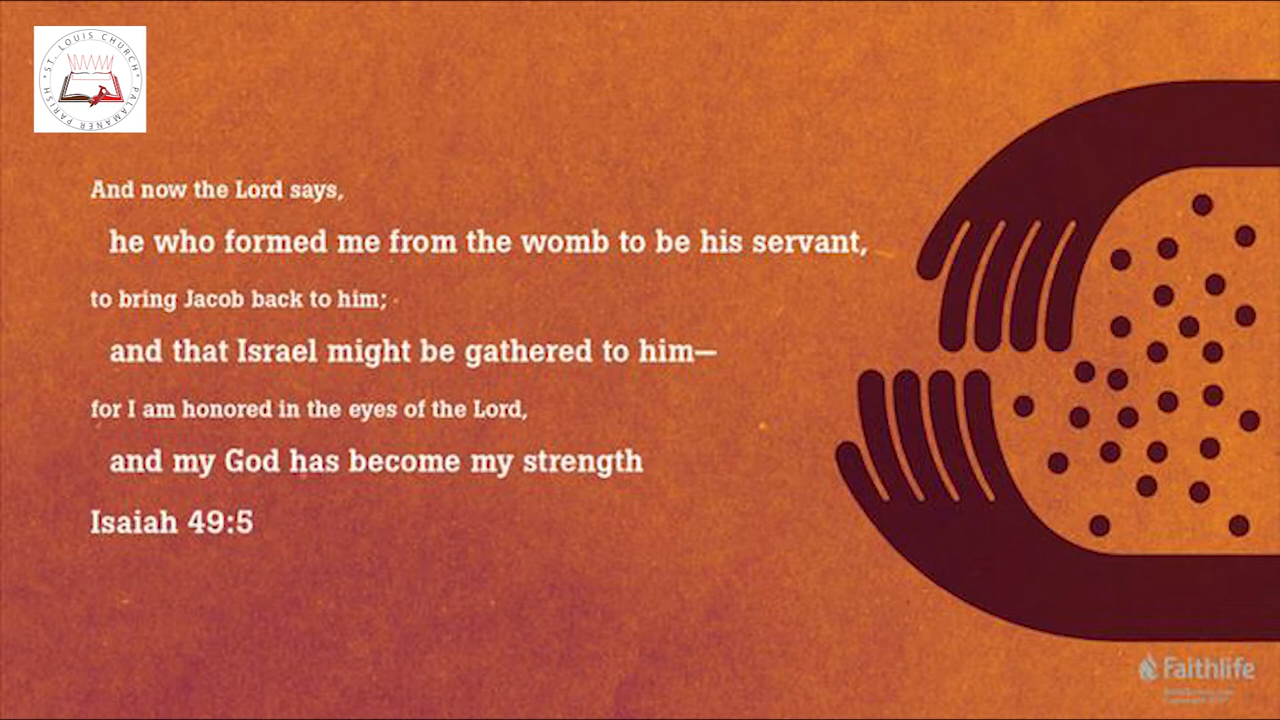 ST. LOUIS CHURCH
PALAMANER PARISH
And now the Lord says,
he who formed me from the womb to be his servant,
to bring Jacob back to him;
and that Israel might be gathered to him—
for I am honored in the eyes of the Lord,
and my God has become my strength
Isaiah 49:5
Faithlife